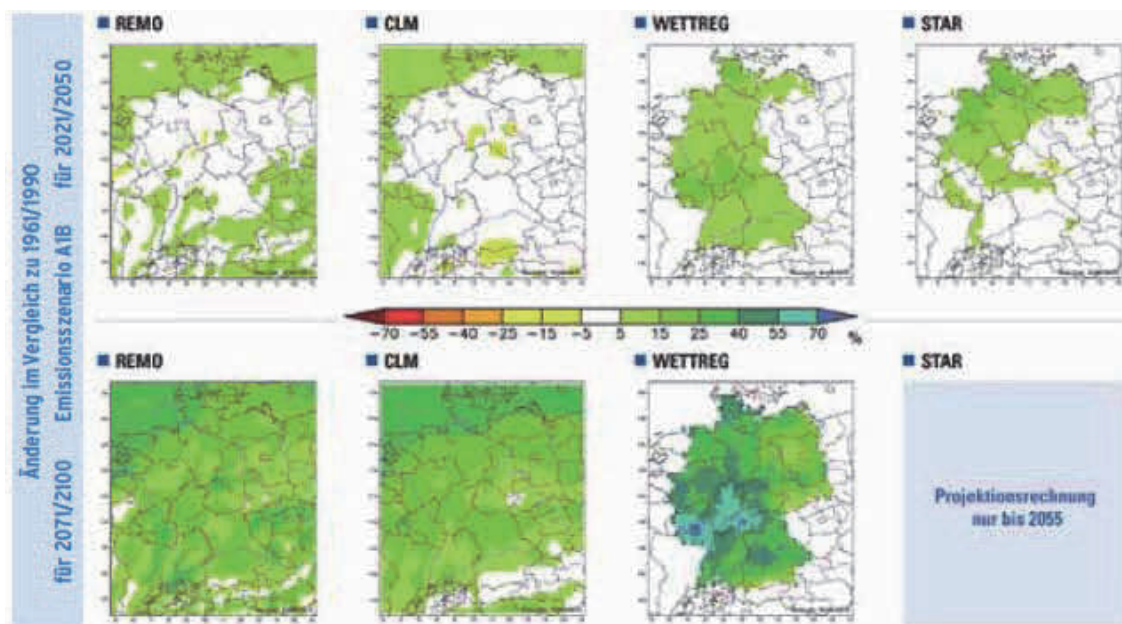 REMO
CLM
WETTREG
STAR
Änderung im Vergleich zu 1961/1990
Emissionsszenario A1B
für 2021/2050
-70 -55 -40 -25 -15 -5 5 15 25 40 55 70
%
REMO
CLM
WETTREG
STAR
für 2071/2100
Projektionsrechnung
nur bis 2055